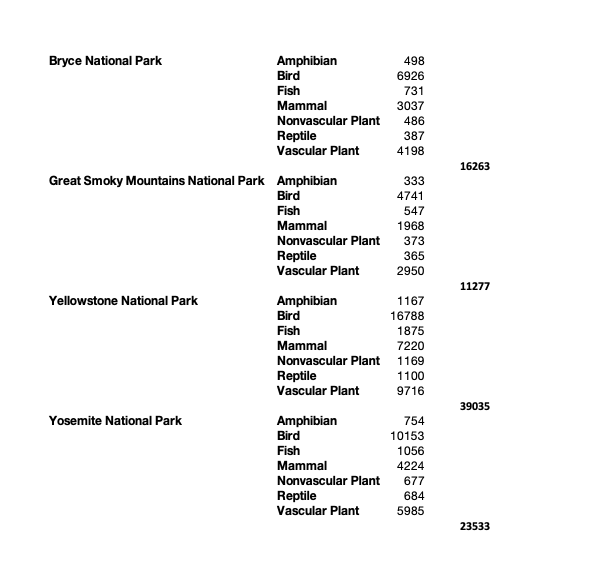 Bryce National Park Amphibian 498
Bird 6926
Fish 731
Mammal 3037
Nonvascular Plant 486
Reptile 387
Vascular Plant 4198
16263
Great Smoky Mountains National Park Amphibian 333
Bird 4741
Fish 547
Mammal 1968
Nonvascular Plant 373
Reptile 365
Vascular Plant 2950
11277
Yellowstone National Park Amphibian 1167
Bird 16788
Fish 1875
Mammal 7220
Nonvascular Plant 1169
Reptile 1100
Vascular Plant 9716
39035
Yosemite National Park Amphibian 754
Bird 10153
Fish 1056
Mammal 4224
Nonvascular Plant 677
Reptile 684
Vascular Plant 5985
23533